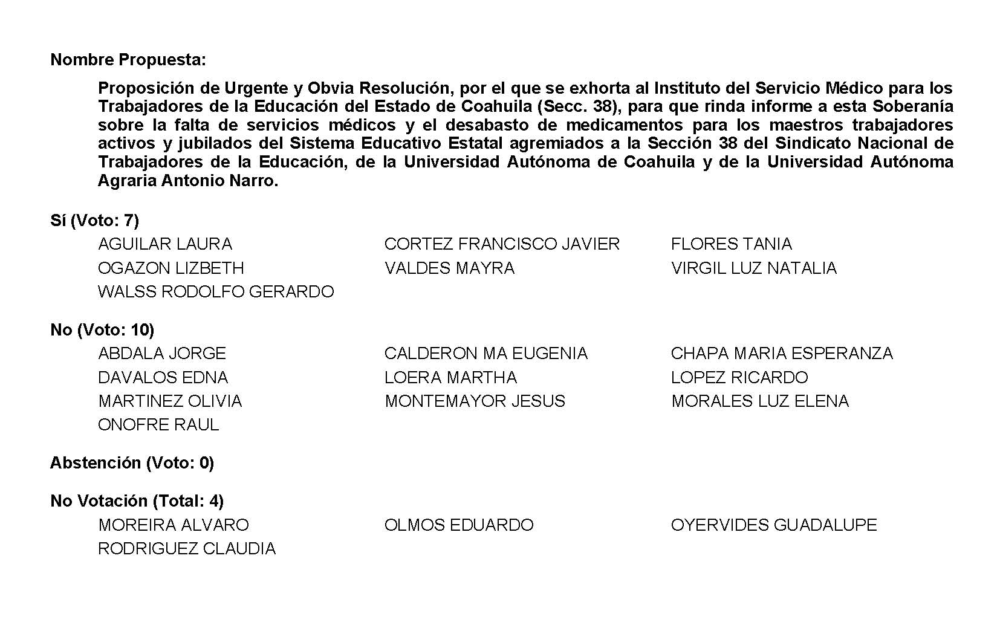 Nombre Propuesta:
Proposición de Urgente y Obvia Resolución, por el que se exhorta al Instituto del Servicio Médico para los
Trabajadores de la Educación del Estado de Coahuila (Secc. 38), para que rinda informe a esta Soberanía
sobre la falta de servicios médicos y el desabasto de medicamentos para los maestros trabajadores
activos y jubilados del Sistema Educativo Estatal agremiados a la Sección 38 del Sindicato Nacional de
Trabajadores de la Educación, de la Universidad Autónoma de Coahuila y de la Universidad Autónoma
Agraria Antonio Narro.
Sí (Voto: 7)
AGUILAR LAURA CORTEZ FRANCISCO JAVIER FLORES TANIA
OGAZON LIZBETH VALDES MAYRA VIRGIL LUZ NATALIA
WALSS RODOLFO GERARDO
No (Voto: 10)
ABDALA JORGE CALDERON MA EUGENIA CHAPA MARIA ESPERANZA
DAVALOS EDNA LOERA MARTHA LOPEZ RICARDO
MARTINEZ OLIVIA MONTEMAYOR JESUS MORALES LUZ ELENA
ONOFRE RAUL
Abstención (Voto: 0)
No Votación (Total: 4)
MOREIRA ALVARO OLMOS EDUARDO OYERVIDES GUADALUPE
RODRIGUEZ CLAUDIA